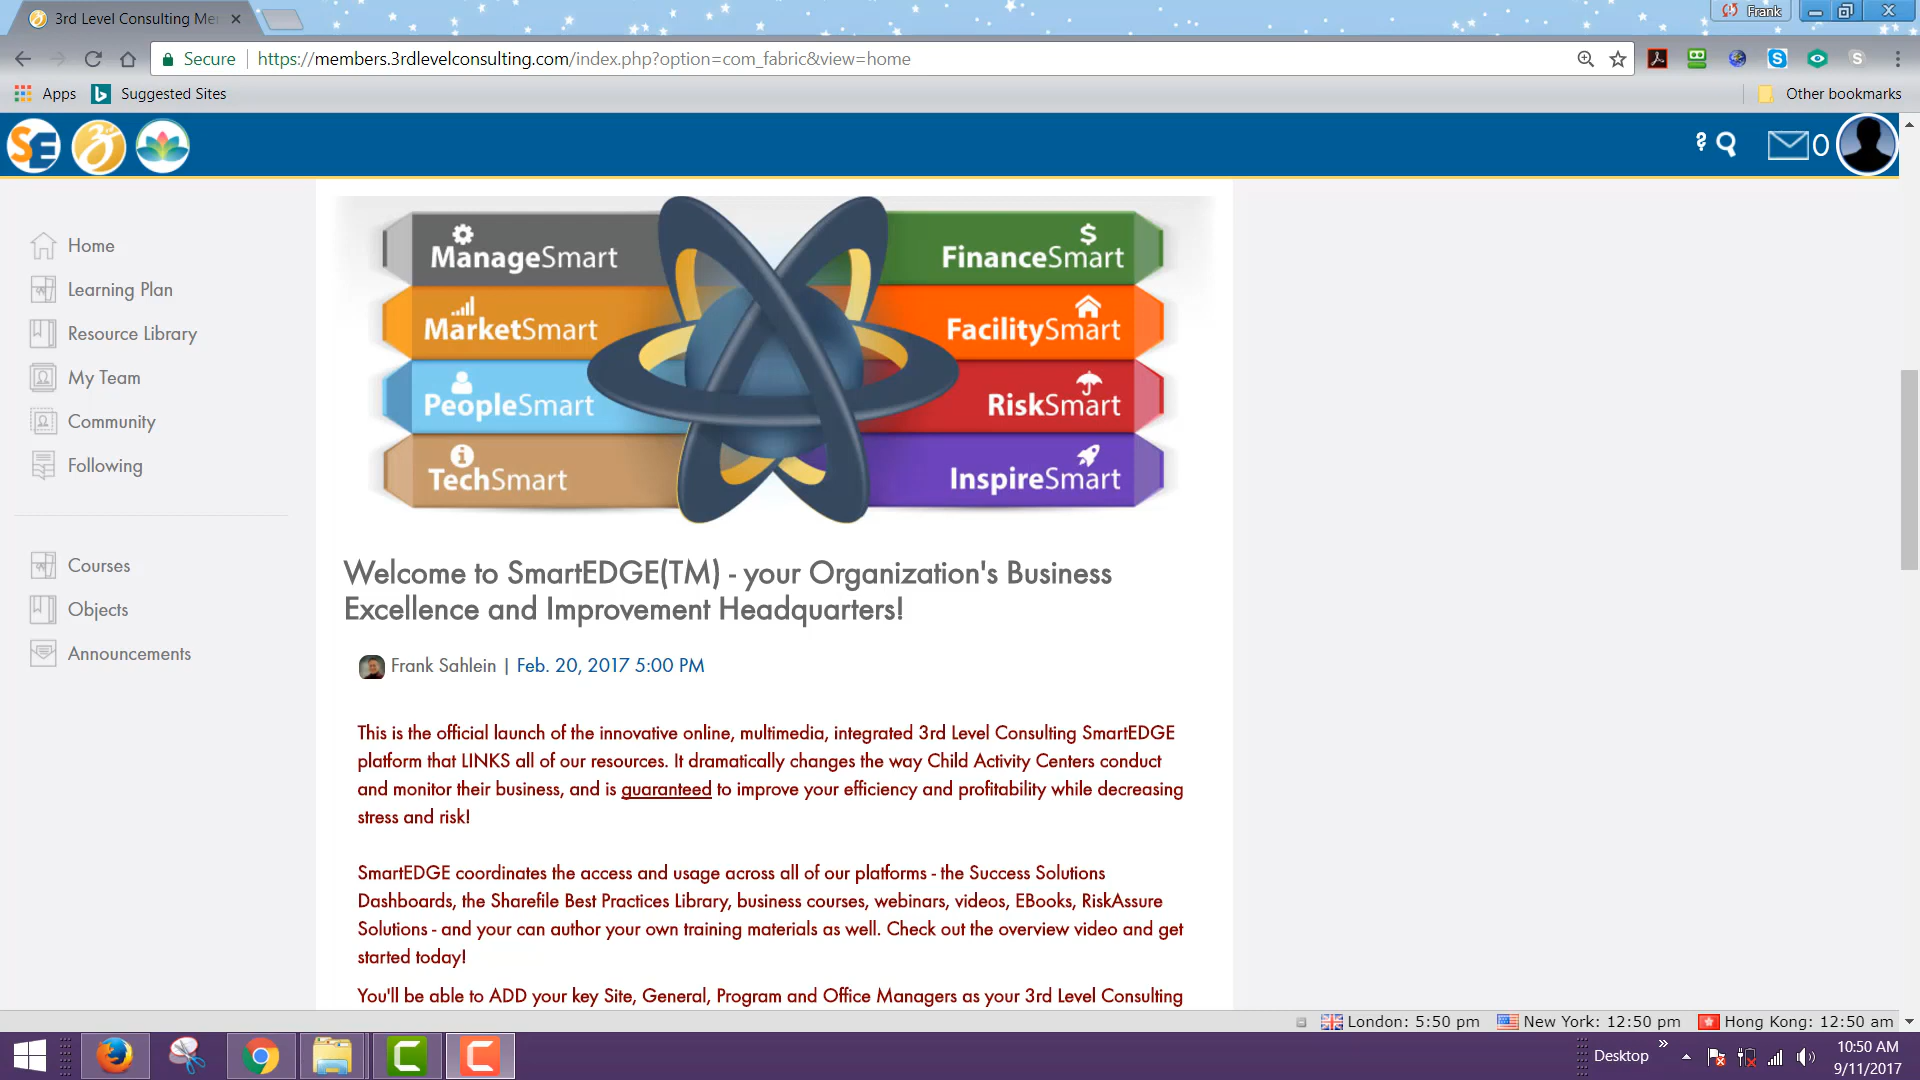 3rd Level Consulting Mem
Frank
Secure
https://members.3rdlevelconsulting.com/index.php?option=com_fabric&view=home
Apps
Suggested Sites
Other bookmarks
SE
3rd
0
Home
Learning Plan
Resource Library
My Team
Community
Following
Courses
Objects
Announcements
ManageSmart
MarketSmart
PeopleSmart
TechSmart
$
FinanceSmart
FacilitySmart
RiskSmart
InspireSmart
Welcome to SmartEDGE(TM) - your Organization's Business
Excellence and Improvement Headquarters!
Frank Sahlein | Feb. 20, 2017 5:00 PM
This is the official launch of the innovative online, multimedia, integrated 3rd Level Consulting SmartEDGE
platform that LINKS all of our resources. It dramatically changes the way Child Activity Centers conduct
and monitor their business, and is guaranteed to improve your efficiency and profitability while decreasing
stress and risk!
SmartEDGE coordinates the access and usage across all of our platforms - the Success Solutions
Dashboards, the Sharefile Best Practices Library, business courses, webinars, videos, EBooks, RiskAssure
Solutions - and your can author your own training materials as well. Check out the overview video and get
started today!
You'll be able to ADD your key Site, General, Program and Office Managers as your 3rd Level Consulting
London: 5:50 pm
New York: 12:50 pm
Hong Kong: 12:50 am
Desktop
10:50 AM
9/11/2017